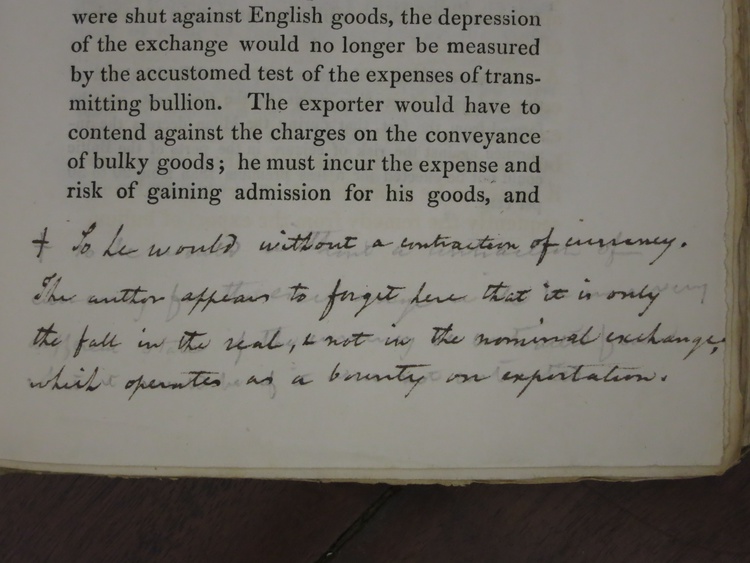 were shut against English goods, the depression
of the exchange would no longer be measured
by the accustomed test of the expenses of trans-
mitting bullion. The exporter would have to
contend against the charges on the conveyance
of bulky goods; he must incur the expense and
risk of gaining admission for his goods, and
+ So he would without a contraction of currency.
The author appears to forget here that it is only
the fall in the real, & not in the nominal exchange,
which operates as a bounty on exportation.